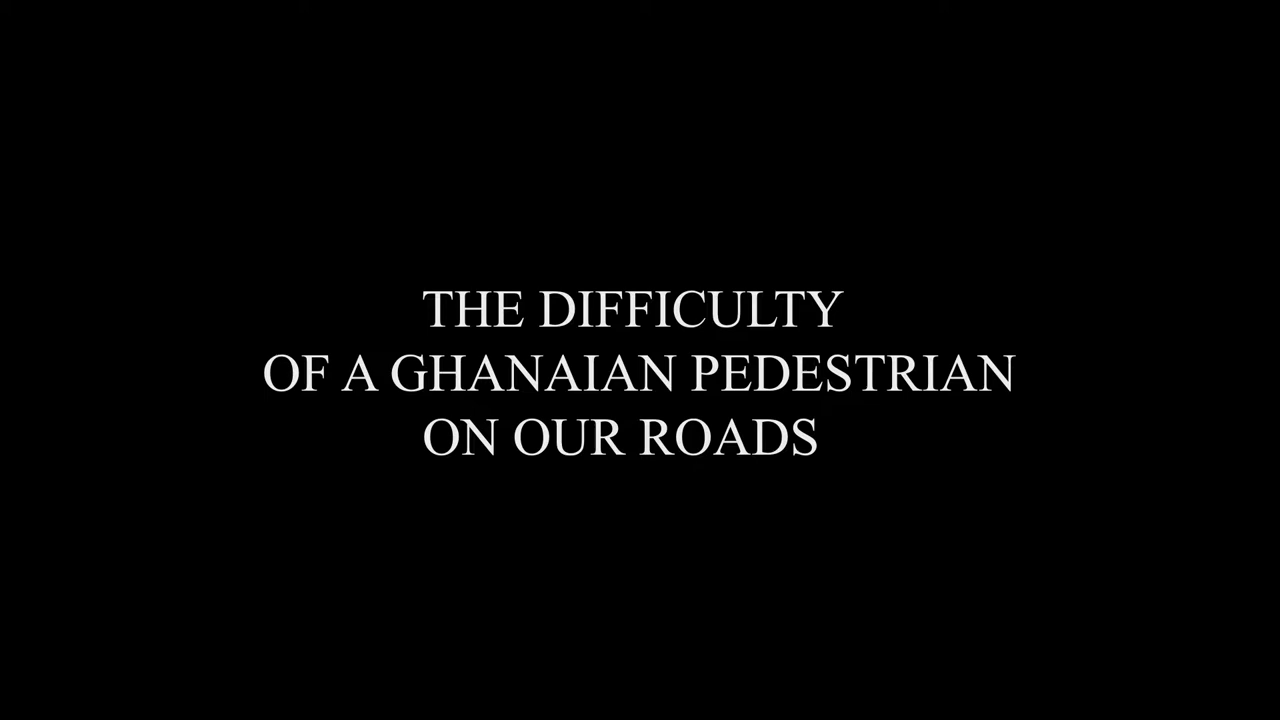 THE DIFFICULTY
OF A GHANAIAN PEDESTRIAN
ON OUR ROADS